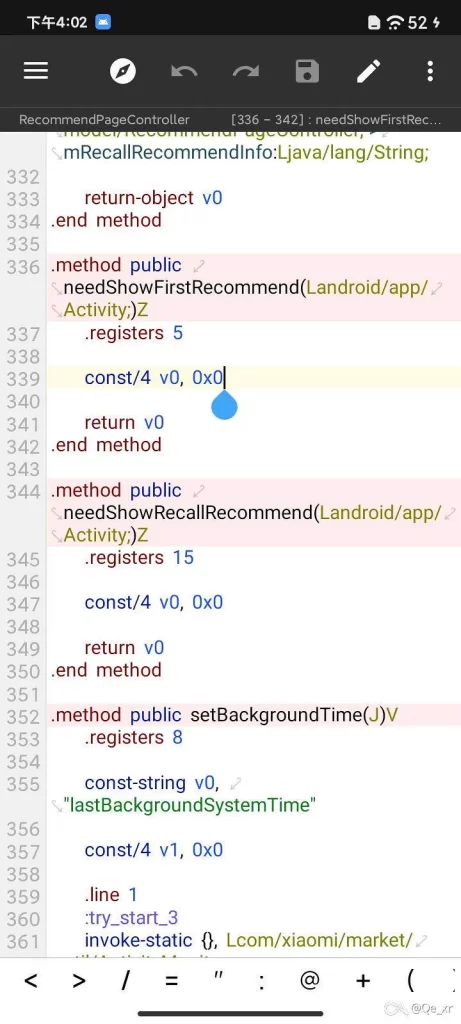 下午4:02
52
RecommendPageController [336 ~ 342] : needShowFirstRec...
model/RecommendPageController;->
mRecallRecommendInfo:Ljava/lang/String;
332
333 return-object v0
334 .end method
335
336 .method public
needShowFirstRecommend(Landroid/app/
Activity;)Z
337 .registers 5
338
339 const/4 v0, 0x0
340
341 return v0
342 .end method
343
344 .method public
needShowRecallRecommend(Landroid/app/
Activity;)Z
345 .registers 15
346
347 const/4 v0, 0x0
348
349 return v0
350 .end method
351
352 .method public setBackgroundTime(J)V
353 .registers 8
354
355 const-string v0,
"lastBackgroundSystemTime"
356
357 const/4 v1, 0x0
358
359 .line 1
360 :try_start_3
361 invoke-static {}, Lcom/xiaomi/market/
< > / = " : @ + (
@Qe_xr